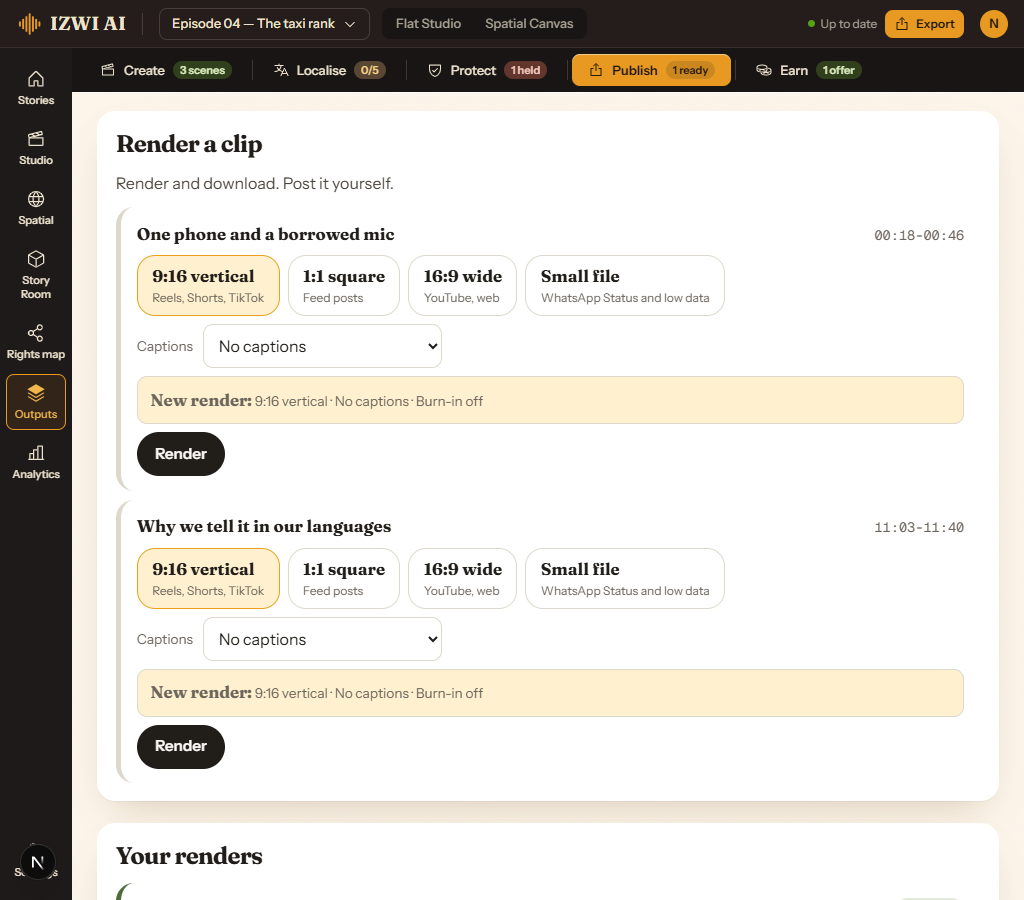 IZWI AI
Episode 04 — The taxi rank
Flat Studio
Spatial Canvas
Up to date
Export
N
Create 3 scenes
Localise 0/5
Protect 1 held
Publish 1 ready
Earn 1 offer
Stories
Studio
Spatial
Story
Room
Rights map
Outputs
Analytics
N
Render a clip
Render and download. Post it yourself.
One phone and a borrowed mic
00:18-00:46
9:16 vertical
Reels, Shorts, TikTok
1:1 square
Feed posts
16:9 wide
YouTube, web
Small file
WhatsApp Status and low data
Captions No captions
New render: 9:16 vertical · No captions · Burn-in off
Render
Why we tell it in our languages
11:03-11:40
9:16 vertical
Reels, Shorts, TikTok
1:1 square
Feed posts
16:9 wide
YouTube, web
Small file
WhatsApp Status and low data
Captions No captions
New render: 9:16 vertical · No captions · Burn-in off
Render
Your renders